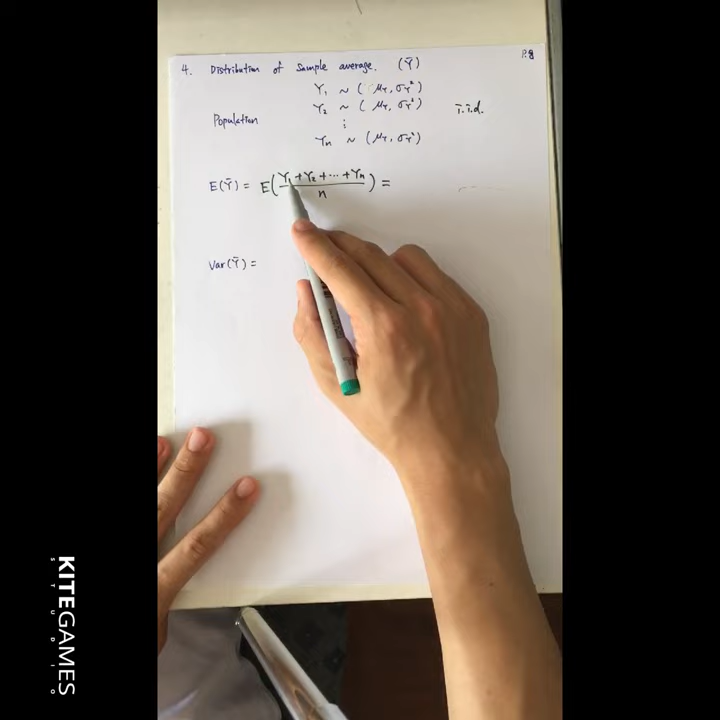 P.8
4. Distribution of Sample average. (Ȳ)
Y₁ ~ (μY, σY²)
Y₂ ~ (μY, σY²) i.i.d.
Population
⋮
Yn ~ (μY, σY²)
E(Ȳ) = E((Y₁ + Y₂ + ⋯ + Yn)/n) =
Var(Ȳ) =
KITEGAMES
STUDIO